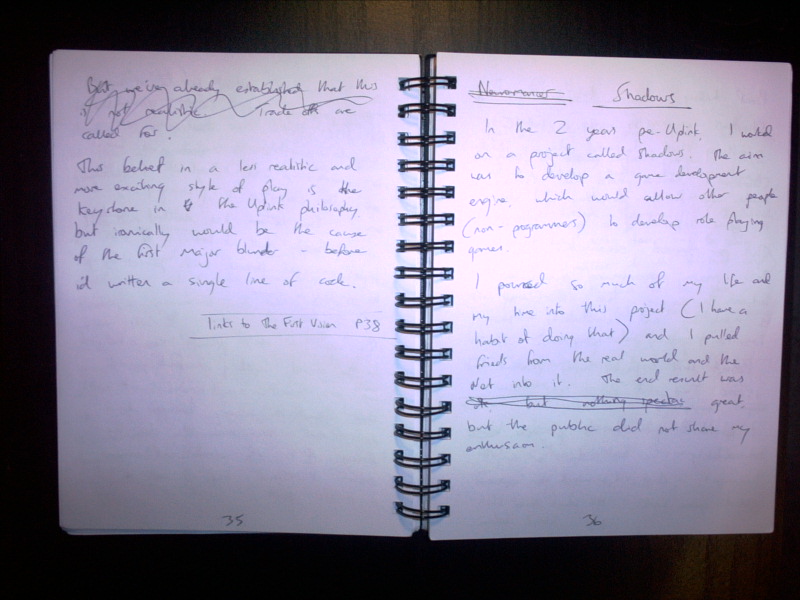 But we've already established that this
is not realistic. Trade offs are
called for.
This belief in a less realistic and
more exciting style of play is the
keystone in the Uplink philosophy
but ironically would be the cause
of the first major blunder - before
i'd written a single line of code.
links to The First Vision P38
35
Neuromancer Shadows
In the 2 years pre-Uplink, I worked
on a project called Shadows. The aim
was to develop a game development
engine, which would allow other people
(non-programmers) to develop role playing
games.
I poured so much of my life and
my time into this project (I have a
habit of doing that) and I pulled
friends from the real world and the
Net into it. The end result was
ok but nothing great,
but the public did not share my
enthusiasm.
36